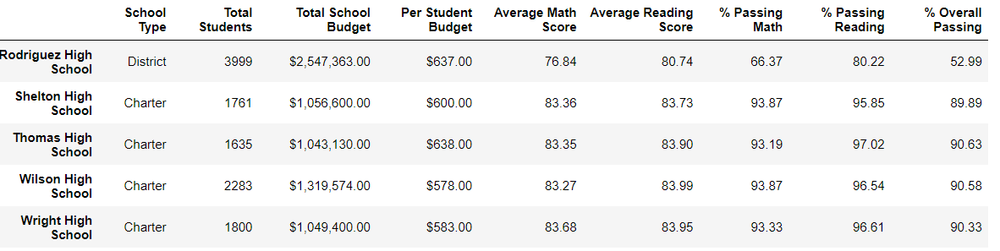 School Type Total Students Total School Budget Per Student Budget Average Math Score Average Reading Score % Passing Math % Passing Reading % Overall Passing
Rodriguez High School District 3999 $2,547,363.00 $637.00 76.84 80.74 66.37 80.22 52.99
Shelton High School Charter 1761 $1,056,600.00 $600.00 83.36 83.73 93.87 95.85 89.89
Thomas High School Charter 1635 $1,043,130.00 $638.00 83.35 83.90 93.19 97.02 90.63
Wilson High School Charter 2283 $1,319,574.00 $578.00 83.27 83.99 93.87 96.54 90.58
Wright High School Charter 1800 $1,049,400.00 $583.00 83.68 83.95 93.33 96.61 90.33